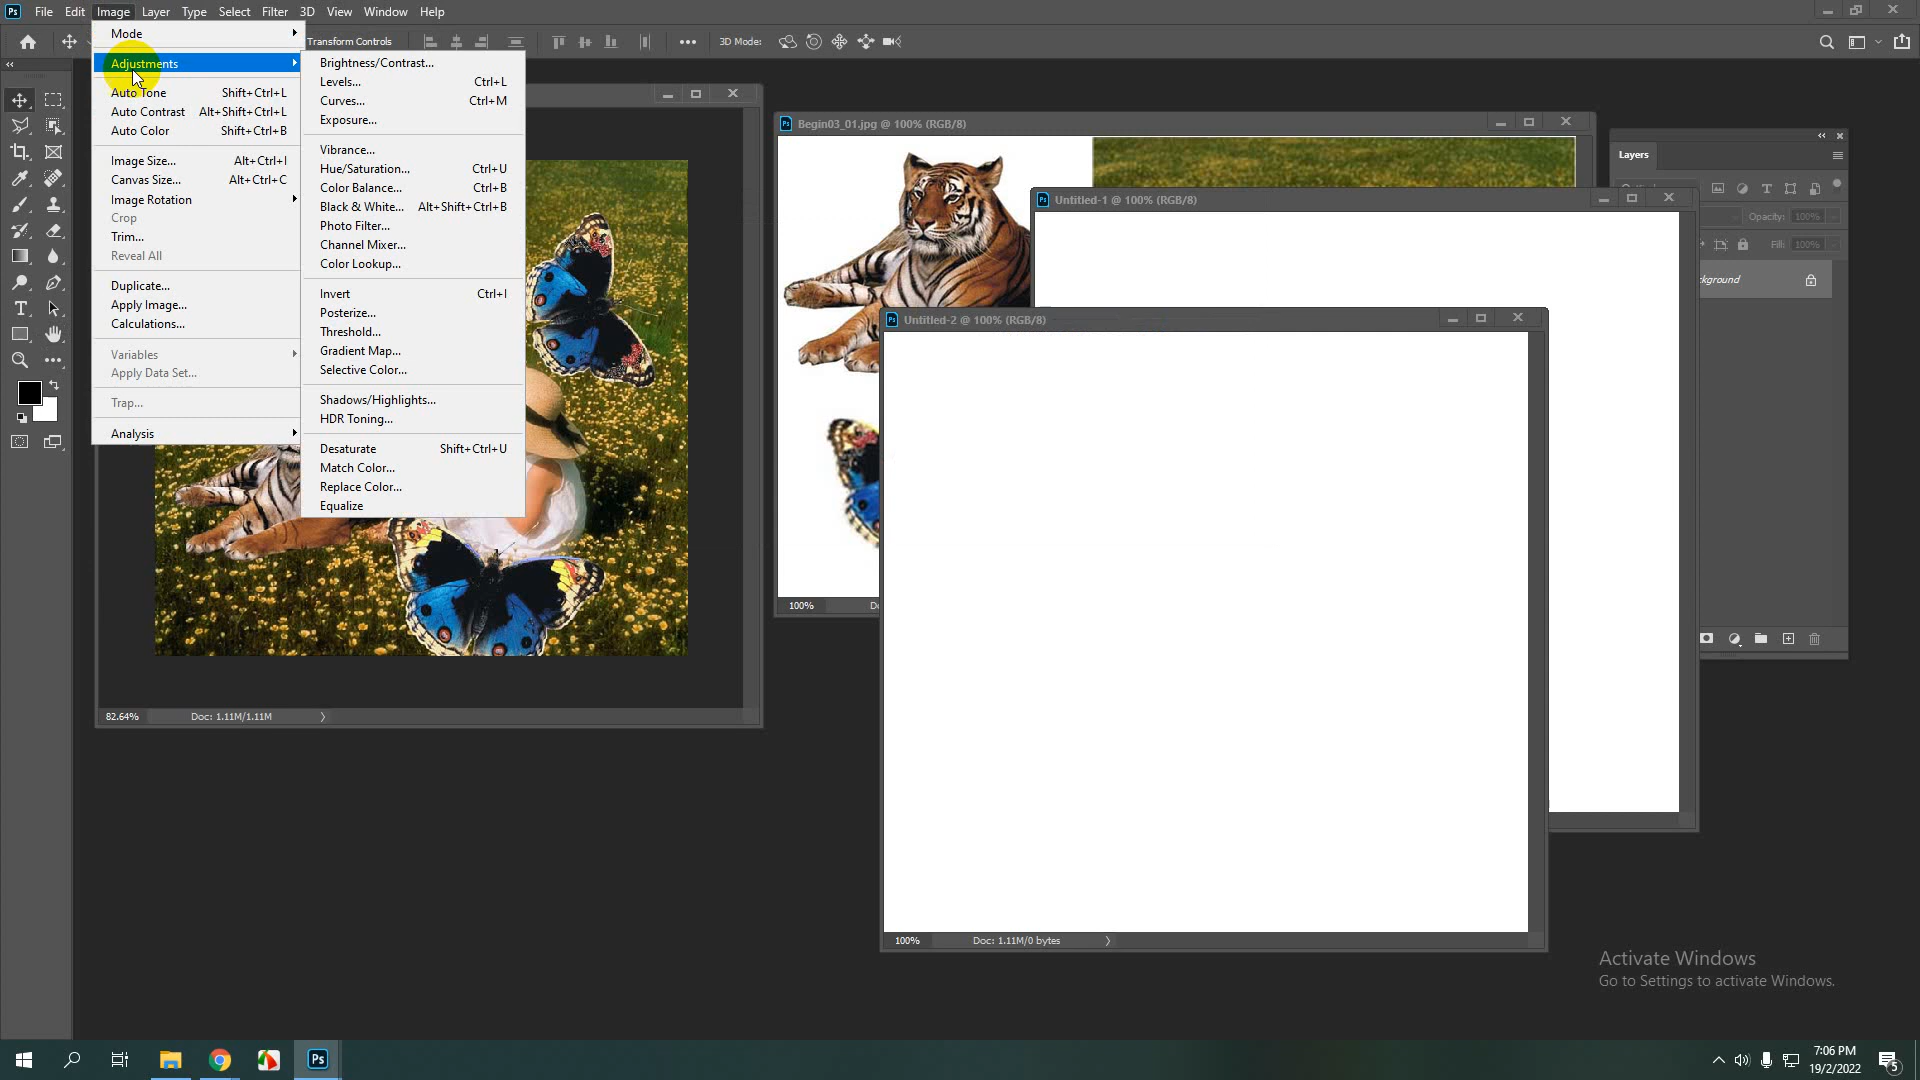 Ps File Edit Image Layer Type Select Filter 3D View Window Help
Transform Controls 3D Mode:
Mode
Adjustments
Auto Tone Shift+Ctrl+L
Auto Contrast Alt+Shift+Ctrl+L
Auto Color Shift+Ctrl+B
Image Size... Alt+Ctrl+I
Canvas Size... Alt+Ctrl+C
Image Rotation
Crop
Trim...
Reveal All
Duplicate...
Apply Image...
Calculations...
Variables
Apply Data Set...
Trap...
Analysis
Brightness/Contrast...
Levels... Ctrl+L
Curves... Ctrl+M
Exposure...
Vibrance...
Hue/Saturation... Ctrl+U
Color Balance... Ctrl+B
Black & White... Alt+Shift+Ctrl+B
Photo Filter...
Channel Mixer...
Color Lookup...
Invert Ctrl+I
Posterize...
Threshold...
Gradient Map...
Selective Color...
Shadows/Highlights...
HDR Toning...
Desaturate Shift+Ctrl+U
Match Color...
Replace Color...
Equalize
82.64% Doc: 1.11M/1.11M
Ps Begin03_01.jpg @ 100% (RGB/8)
100%
Ps Untitled-1 @ 100% (RGB/8)
Ps Untitled-2 @ 100% (RGB/8)
100% Doc: 1.11M/0 bytes
Layers
Opacity: 100%
Fill: 100%
kground
Activate Windows
Go to Settings to activate Windows.
Ps
7:06 PM
19/2/2022
5